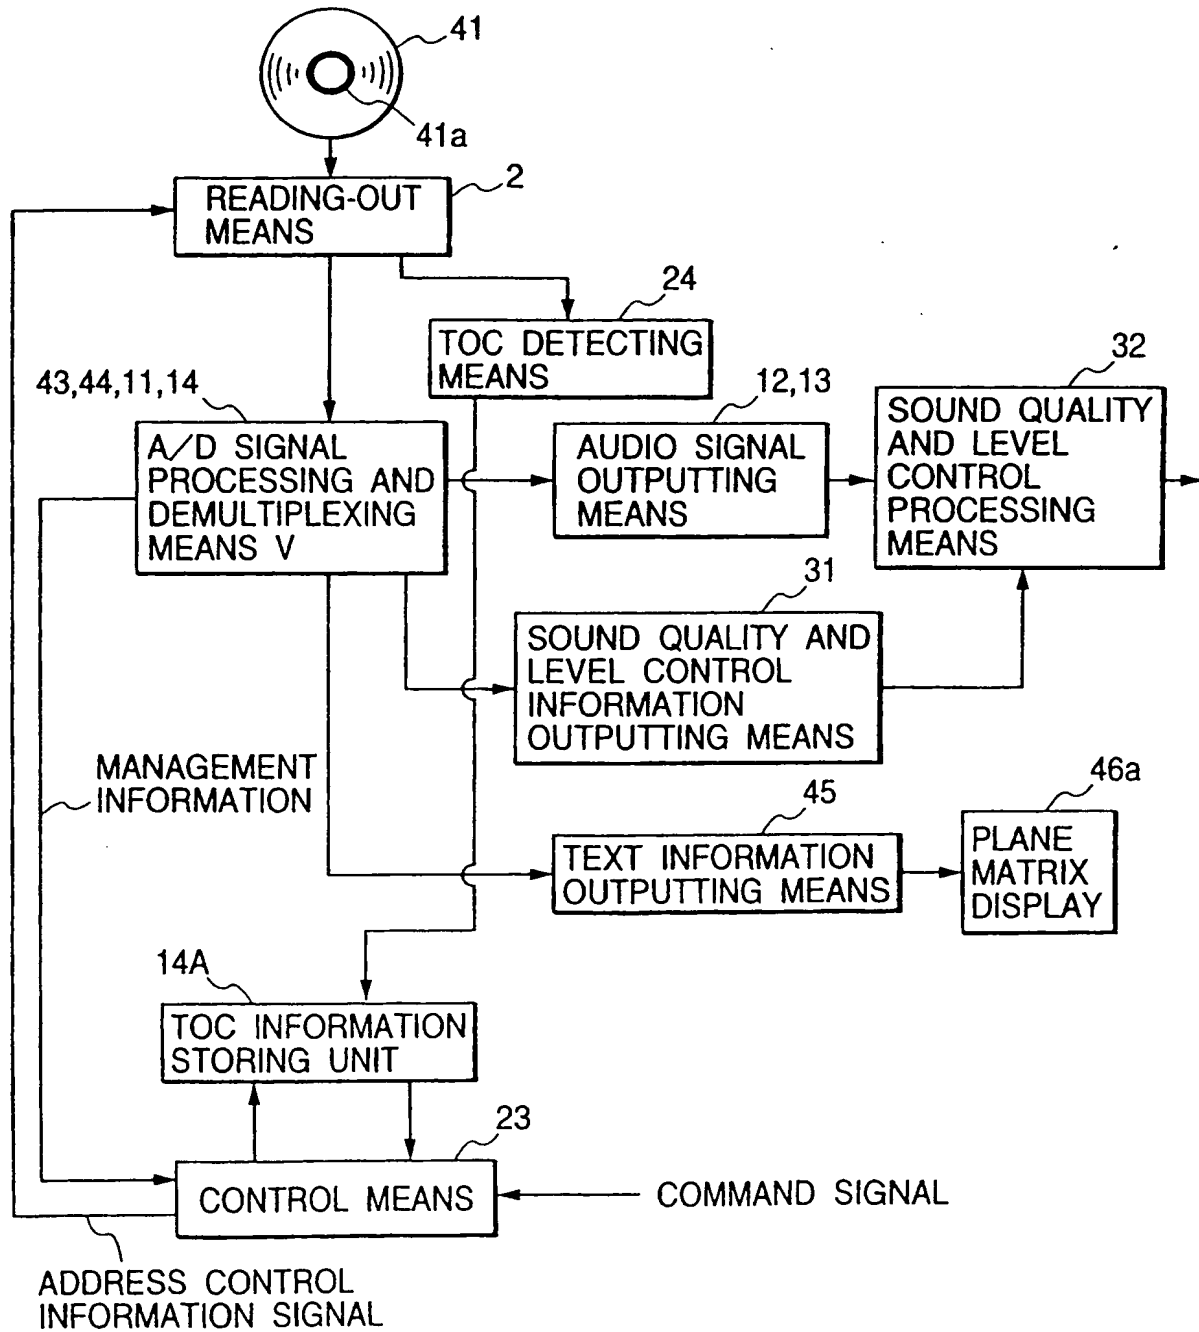 41
41a
2
READING-OUT
MEANS
24
TOC DETECTING
MEANS
43,44,11,14
A/D SIGNAL
PROCESSING AND
DEMULTIPLEXING
MEANS V
12,13
AUDIO SIGNAL
OUTPUTTING
MEANS
32
SOUND QUALITY
AND LEVEL
CONTROL
PROCESSING
MEANS
31
SOUND QUALITY AND
LEVEL CONTROL
INFORMATION
OUTPUTTING MEANS
MANAGEMENT
INFORMATION
45
TEXT INFORMATION
OUTPUTTING MEANS
46a
PLANE
MATRIX
DISPLAY
14A
TOC INFORMATION
STORING UNIT
23
CONTROL MEANS
COMMAND SIGNAL
ADDRESS CONTROL
INFORMATION SIGNAL